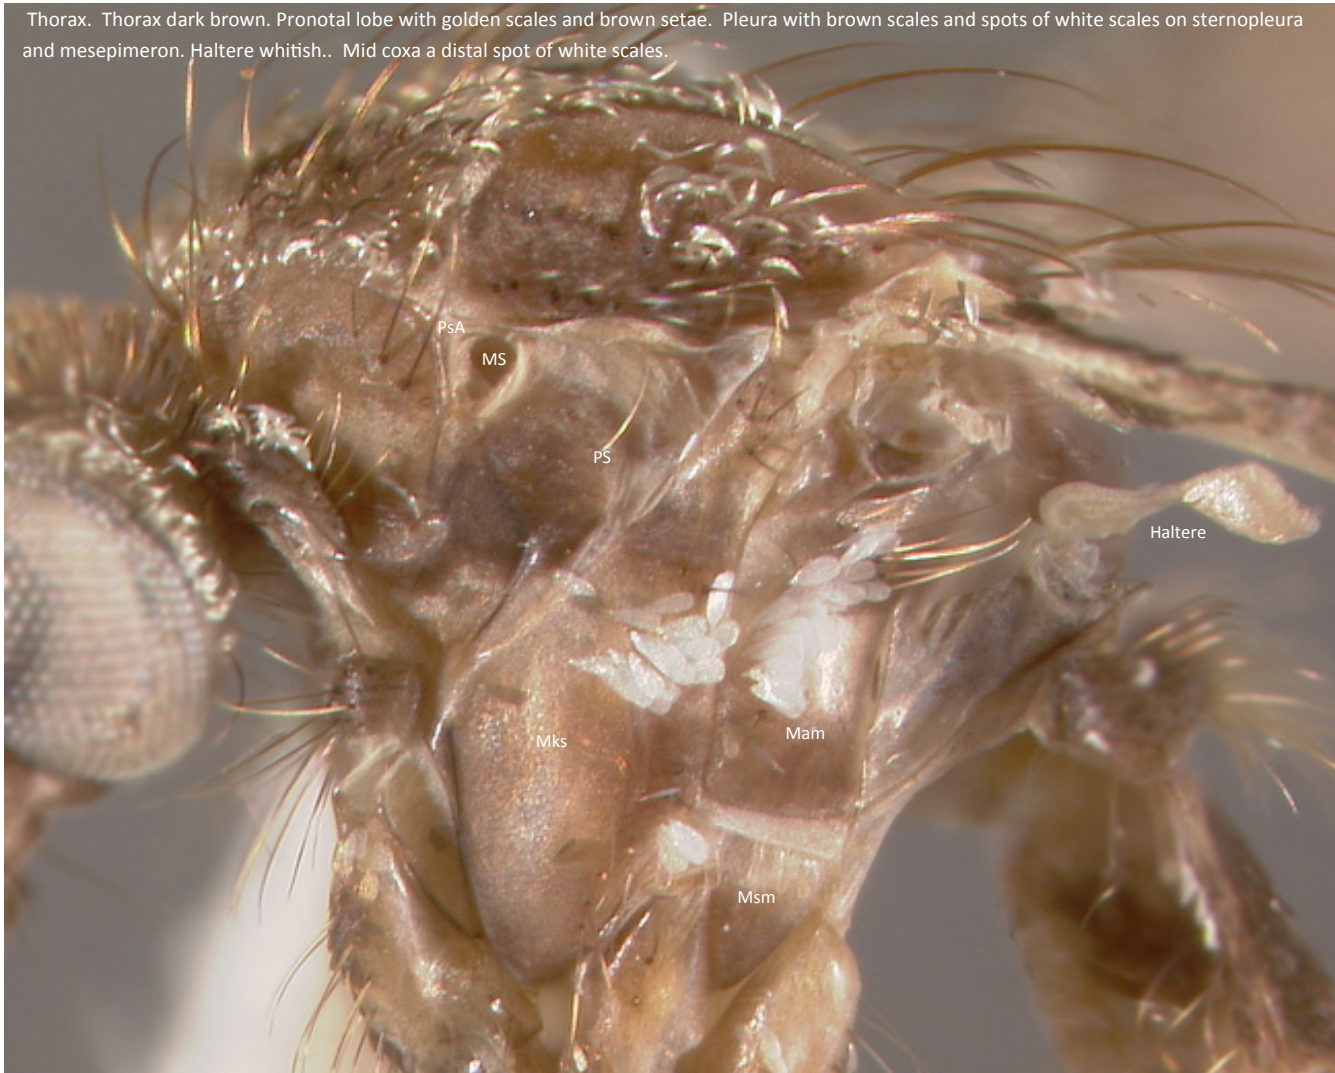 Thorax.  Thorax dark brown. Pronotal lobe with golden scales and brown setae.  Pleura with brown scales and spots of white scales on sternopleura
and mesepimeron. Haltere whitish..  Mid coxa a distal spot of white scales.
PsA
MS
PS
Haltere
Mks
Mam
Msm